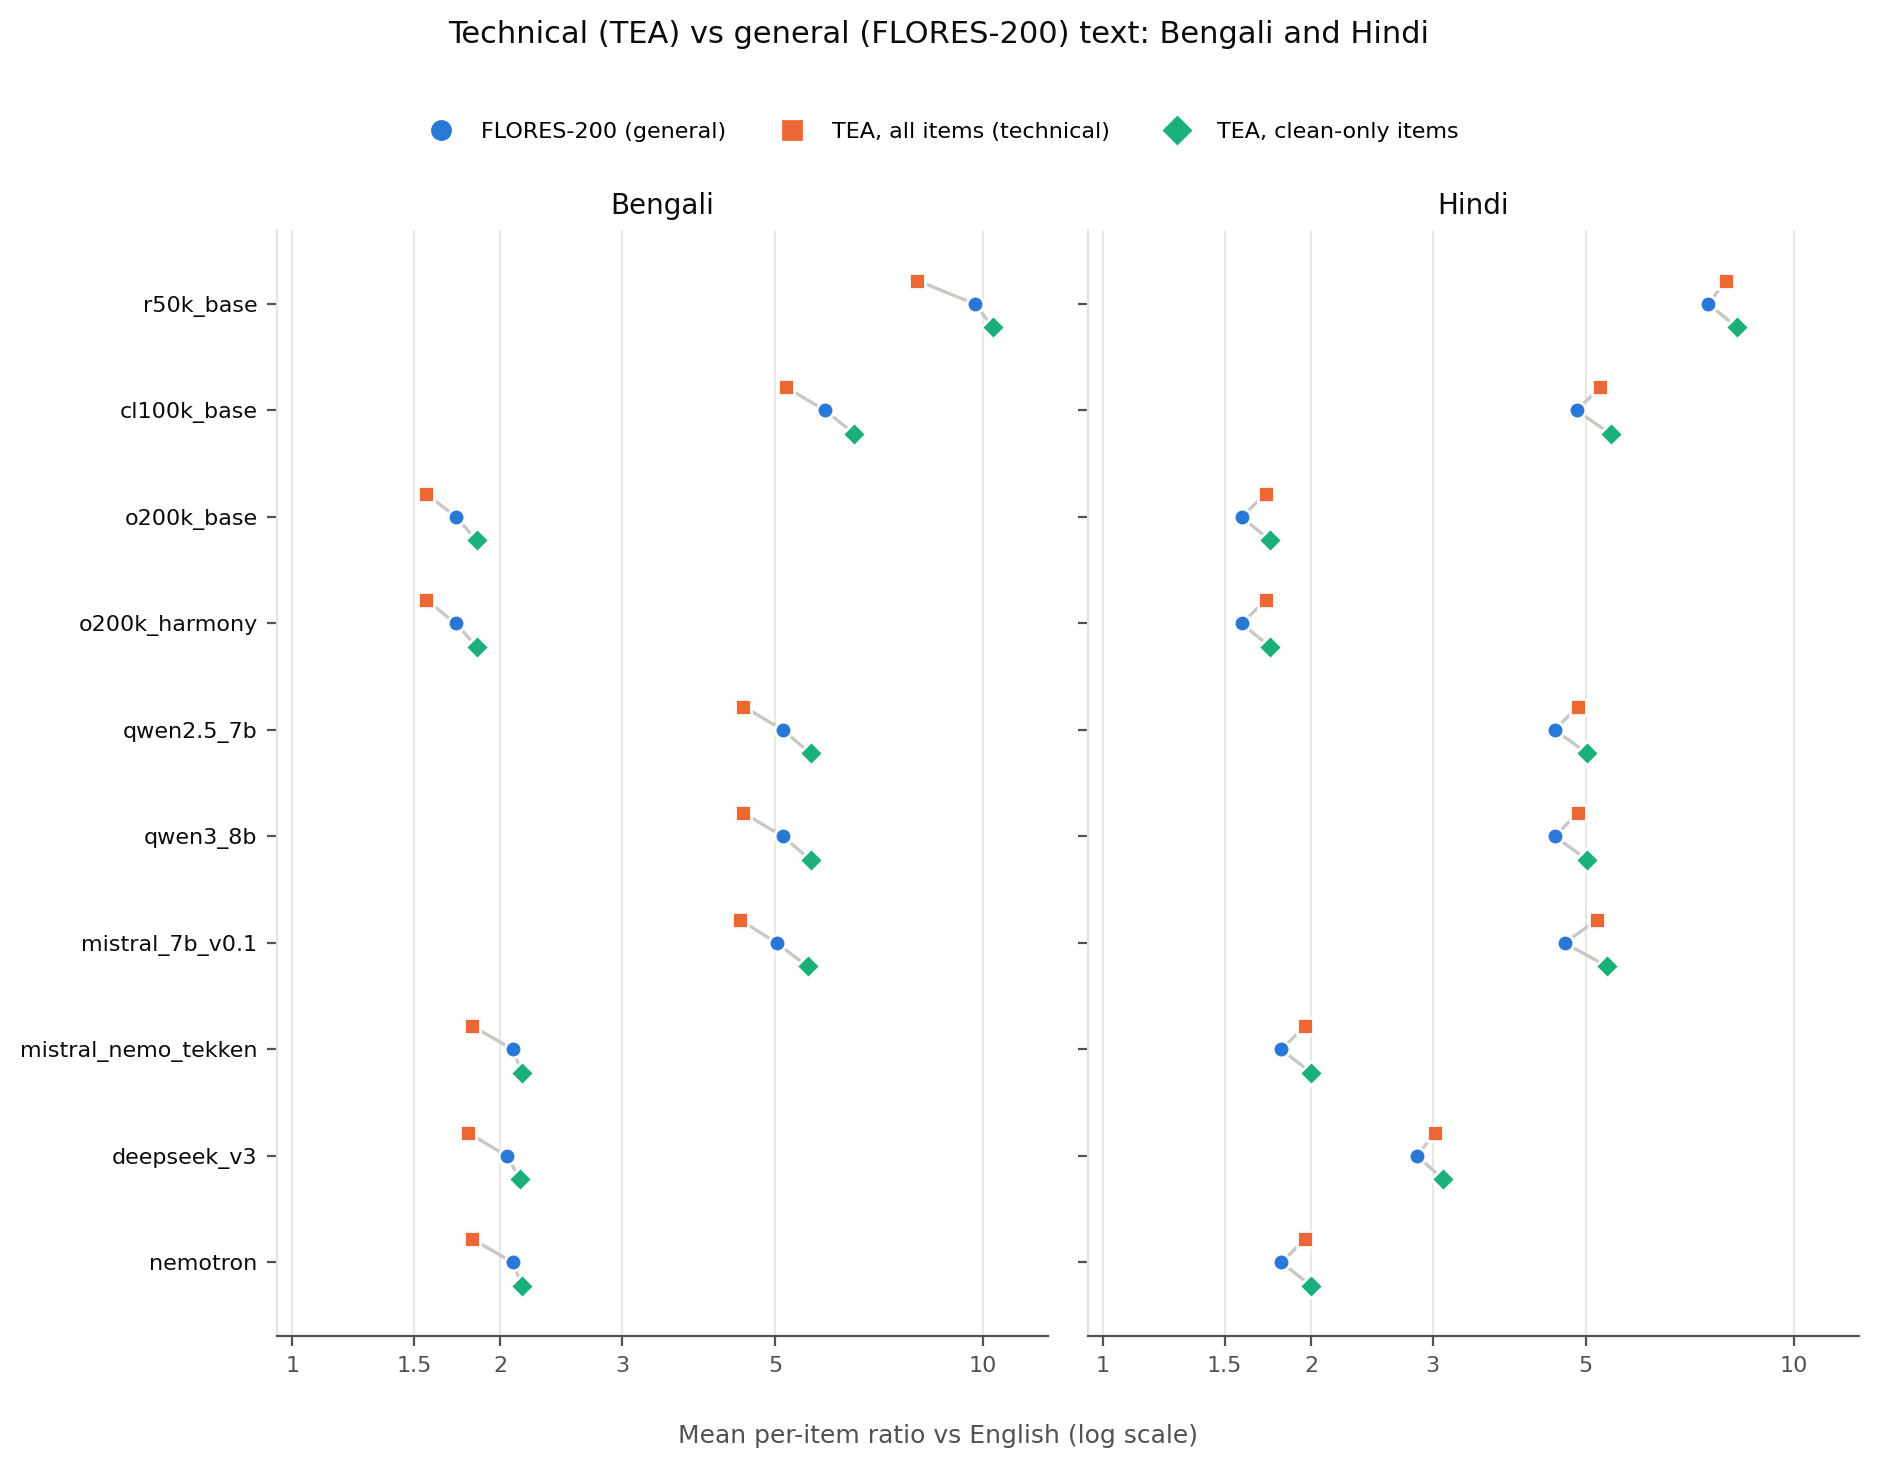 Technical (TEA) vs general (FLORES-200) text: Bengali and Hindi
FLORES-200 (general) TEA, all items (technical) TEA, clean-only items
Bengali Hindi
r50k_base
cl100k_base
o200k_base
o200k_harmony
qwen2.5_7b
qwen3_8b
mistral_7b_v0.1
mistral_nemo_tekken
deepseek_v3
nemotron
1 1.5 2 3 5 10 1 1.5 2 3 5 10
Mean per-item ratio vs English (log scale)